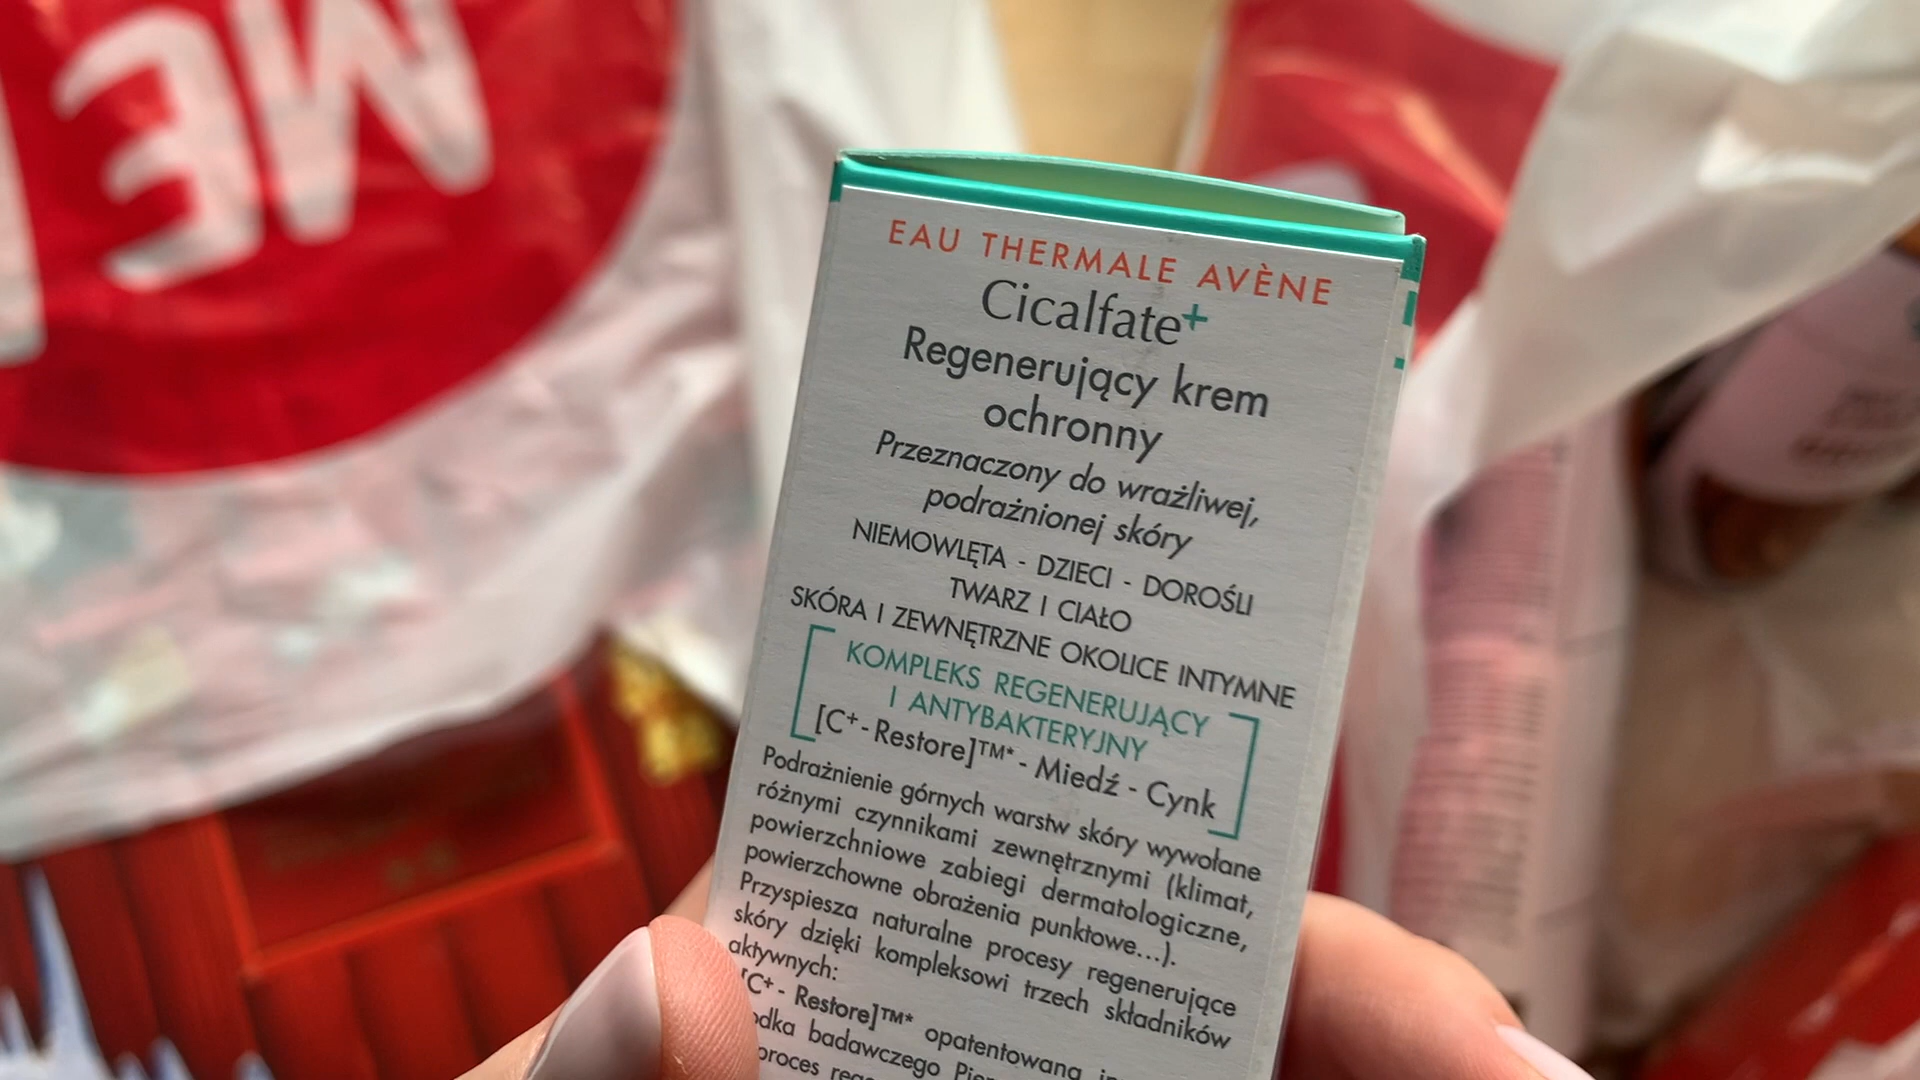 ME
EAU THERMALE AVÈNE
Cicalfate+
Regenerujący krem
ochronny
Przeznaczony do wrażliwej,
podrażnionej skóry
NIEMOWLĘTA - DZIECI - DOROŚLI
TWARZ I CIAŁO
SKÓRA I ZEWNĘTRZNE OKOLICE INTYMNE
KOMPLEKS REGENERUJĄCY
I ANTYBAKTERYJNY
[C+-Restore]™* - Miedź - Cynk
Podrażnienie górnych warstw skóry wywołane
różnymi czynnikami zewnętrznymi (klimat,
powierzchniowe zabiegi dermatologiczne,
powierzchowne obrażenia punktowe...).
Przyspiesza naturalne procesy regenerujące
skóry dzięki kompleksowi trzech składników
aktywnych:
[C+- Restore]™* opatentowana
badawczego